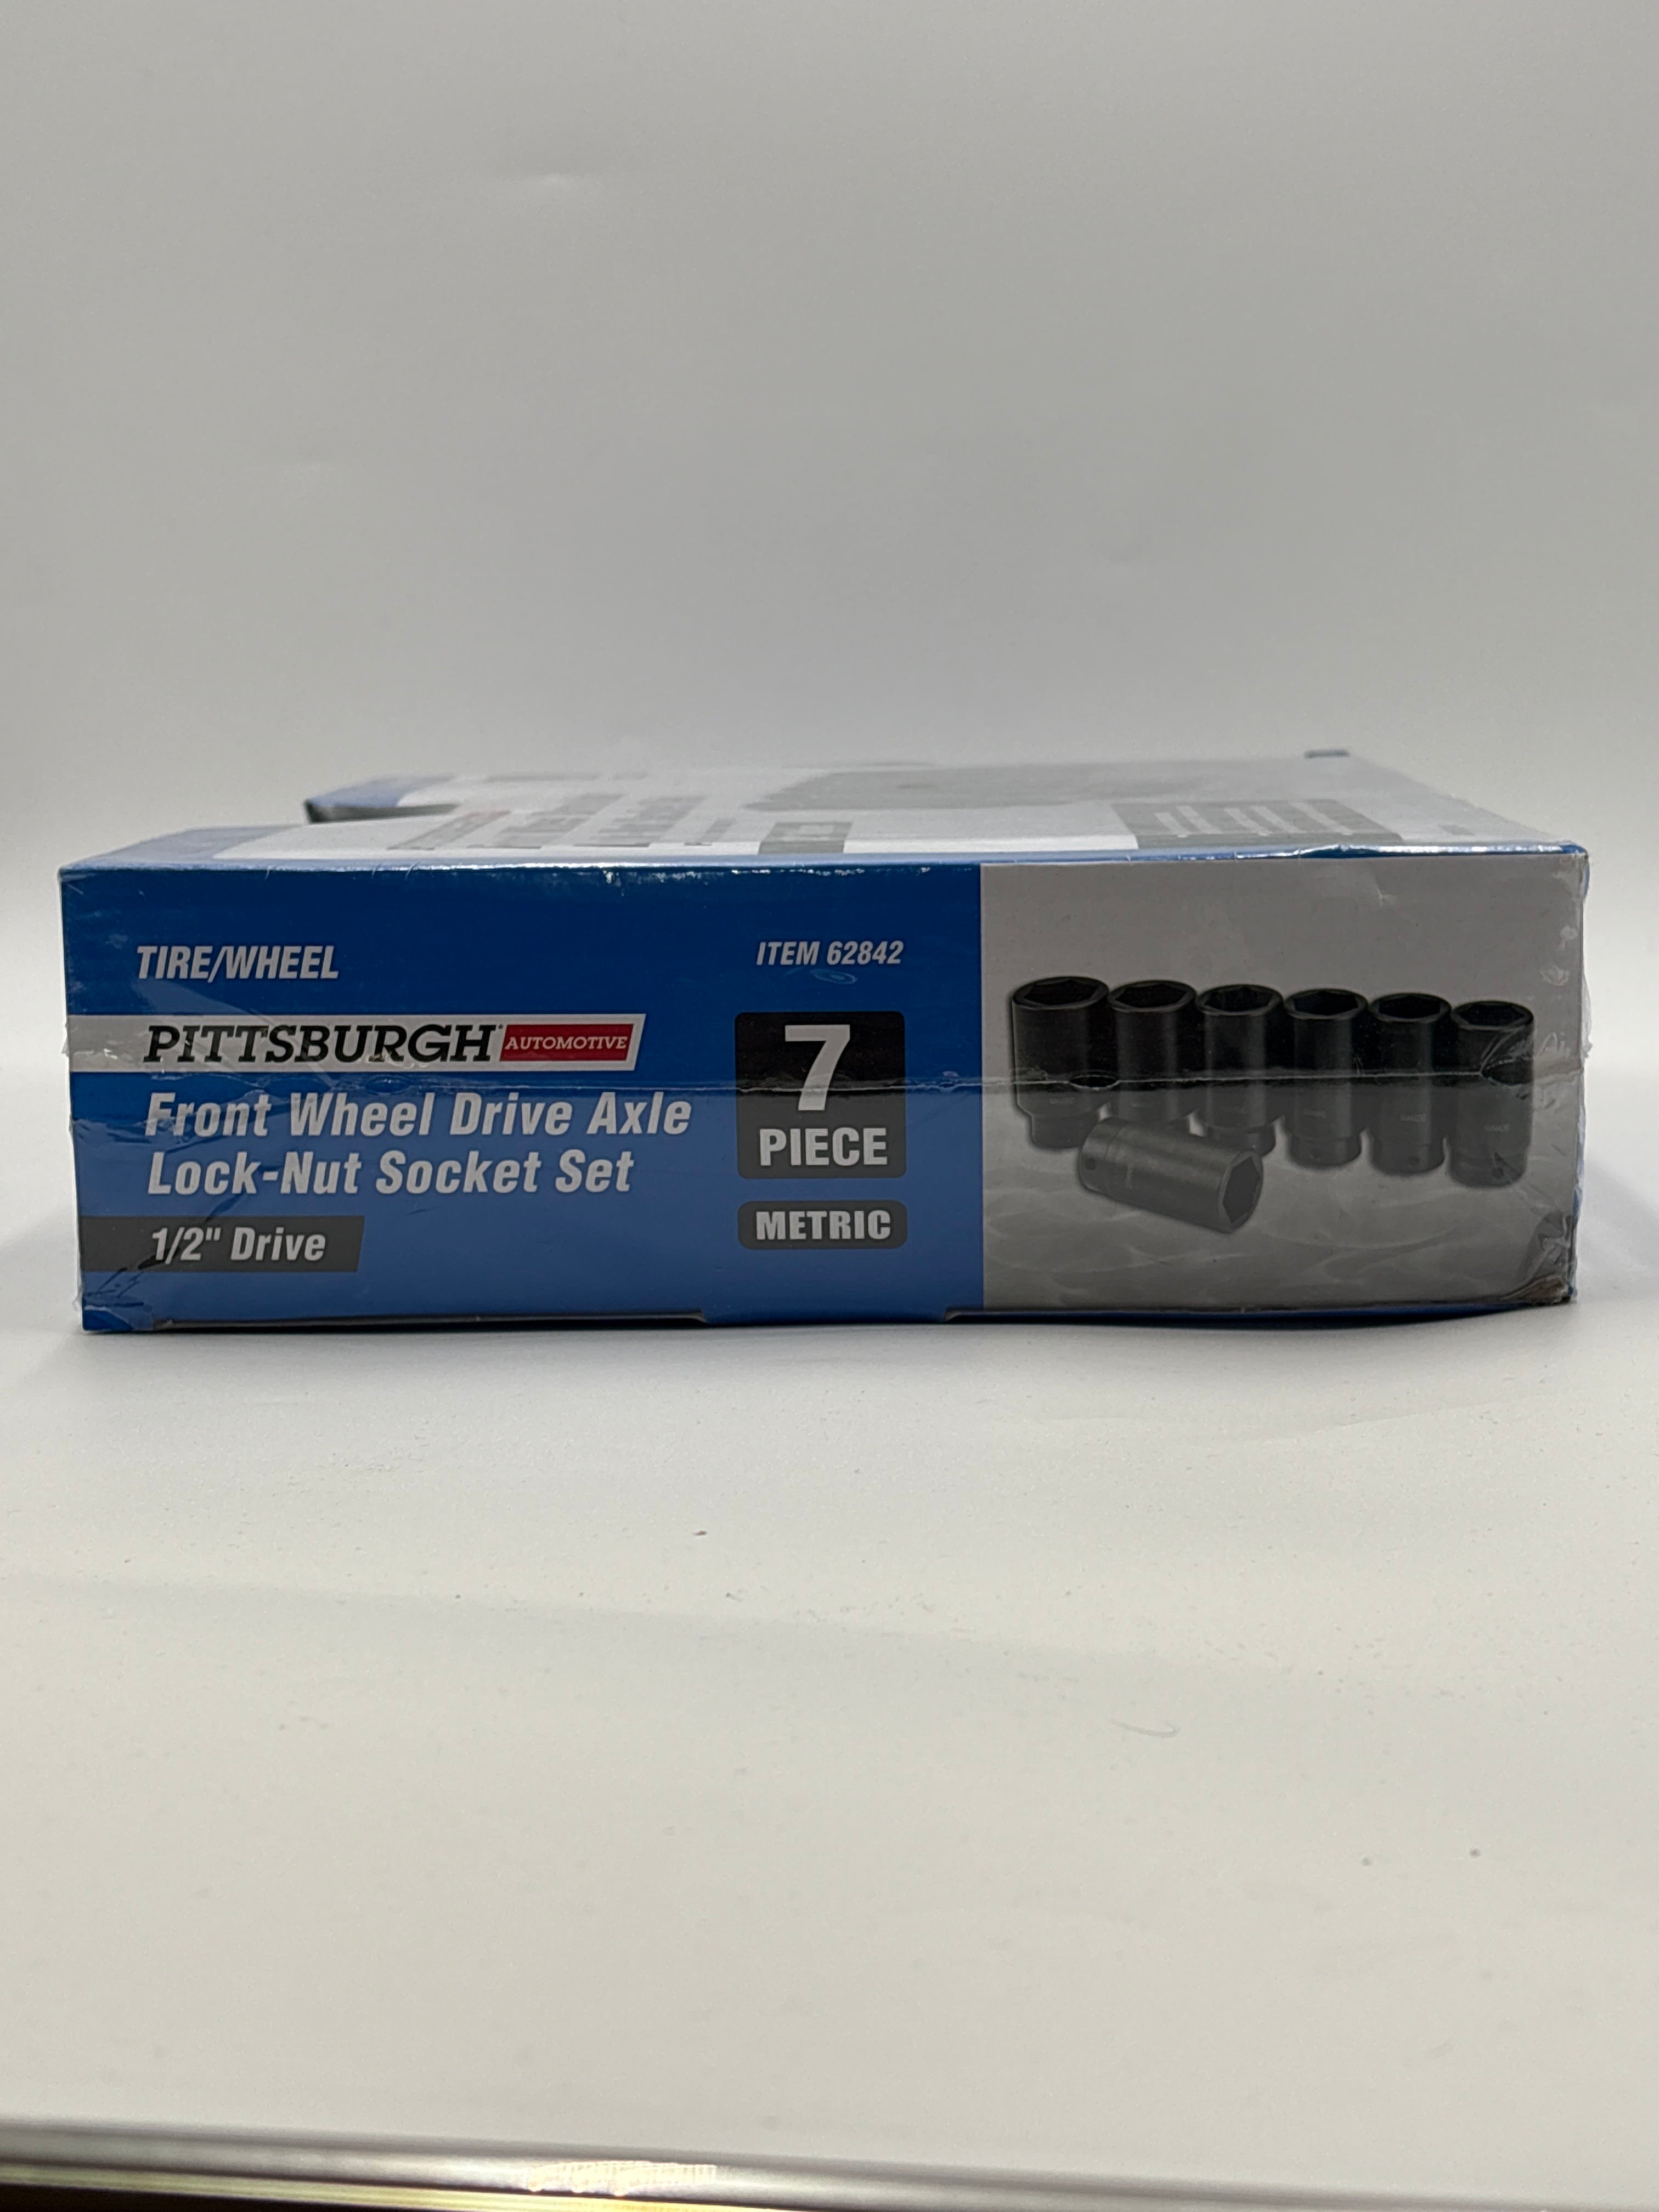 TIRE/WHEEL
ITEM 62842
PITTSBURGH® AUTOMOTIVE
Front Wheel Drive Axle
Lock-Nut Socket Set
1/2" Drive
7
PIECE
METRIC